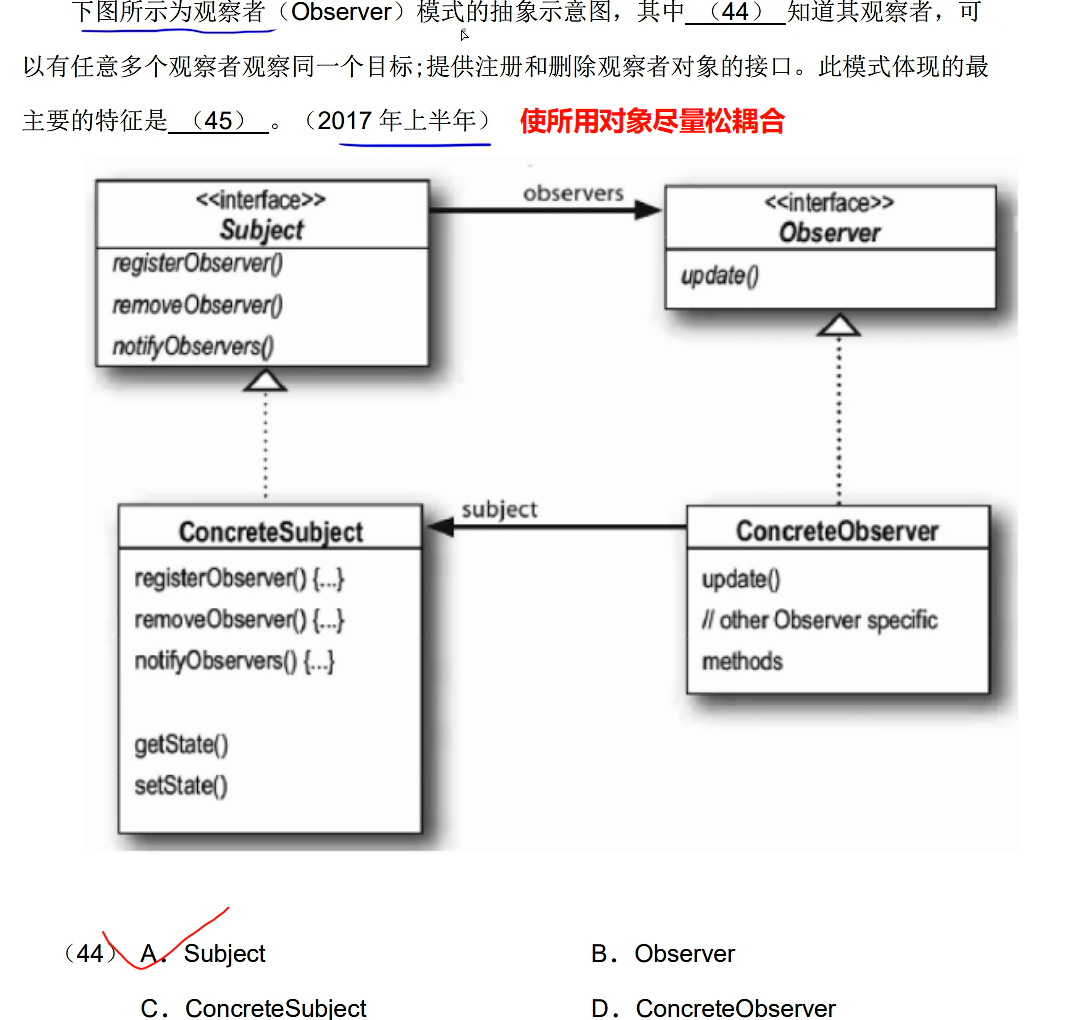 下图所示为观察者（Observer）模式的抽象示意图，其中（44）知道其观察者，可
以有任意多个观察者观察同一个目标;提供注册和删除观察者对象的接口。此模式体现的最
主要的特征是（45）。（2017 年上半年） 使所用对象尽量松耦合
<<interface>>
Subject
registerObserver()
removeObserver()
notifyObservers()
observers
<<interface>>
Observer
update()
ConcreteSubject
registerObserver() {...}
removeObserver() {...}
notifyObservers() {...}
getState()
setState()
subject
ConcreteObserver
update()
// other Observer specific
methods
（44）A．Subject B．Observer
C．ConcreteSubject D．ConcreteObserver